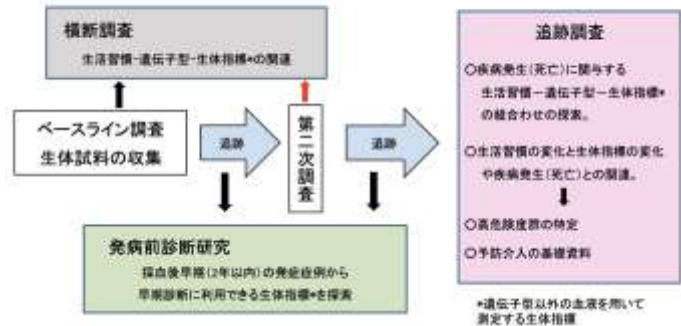 横断調査
生活習慣-遺伝子型-生体指標*の関連
ベースライン調査
生体試料の収集
追跡
第二次調査
追跡
発病前診断研究
採血後早期(2年以内)の発症症例から
早期診断に利用できる生体指標*を探索
追跡調査
○疾病発生(死亡)に関与する
生活習慣－遺伝子型－生体指標*
の組合わせの探索。
○生活習慣の変化と生体指標の変化
や疾病発生(死亡)との関連。
○高危険度群の特定
○予防介入の基礎資料
*遺伝子型以外の血液を用いて
測定する生体指標